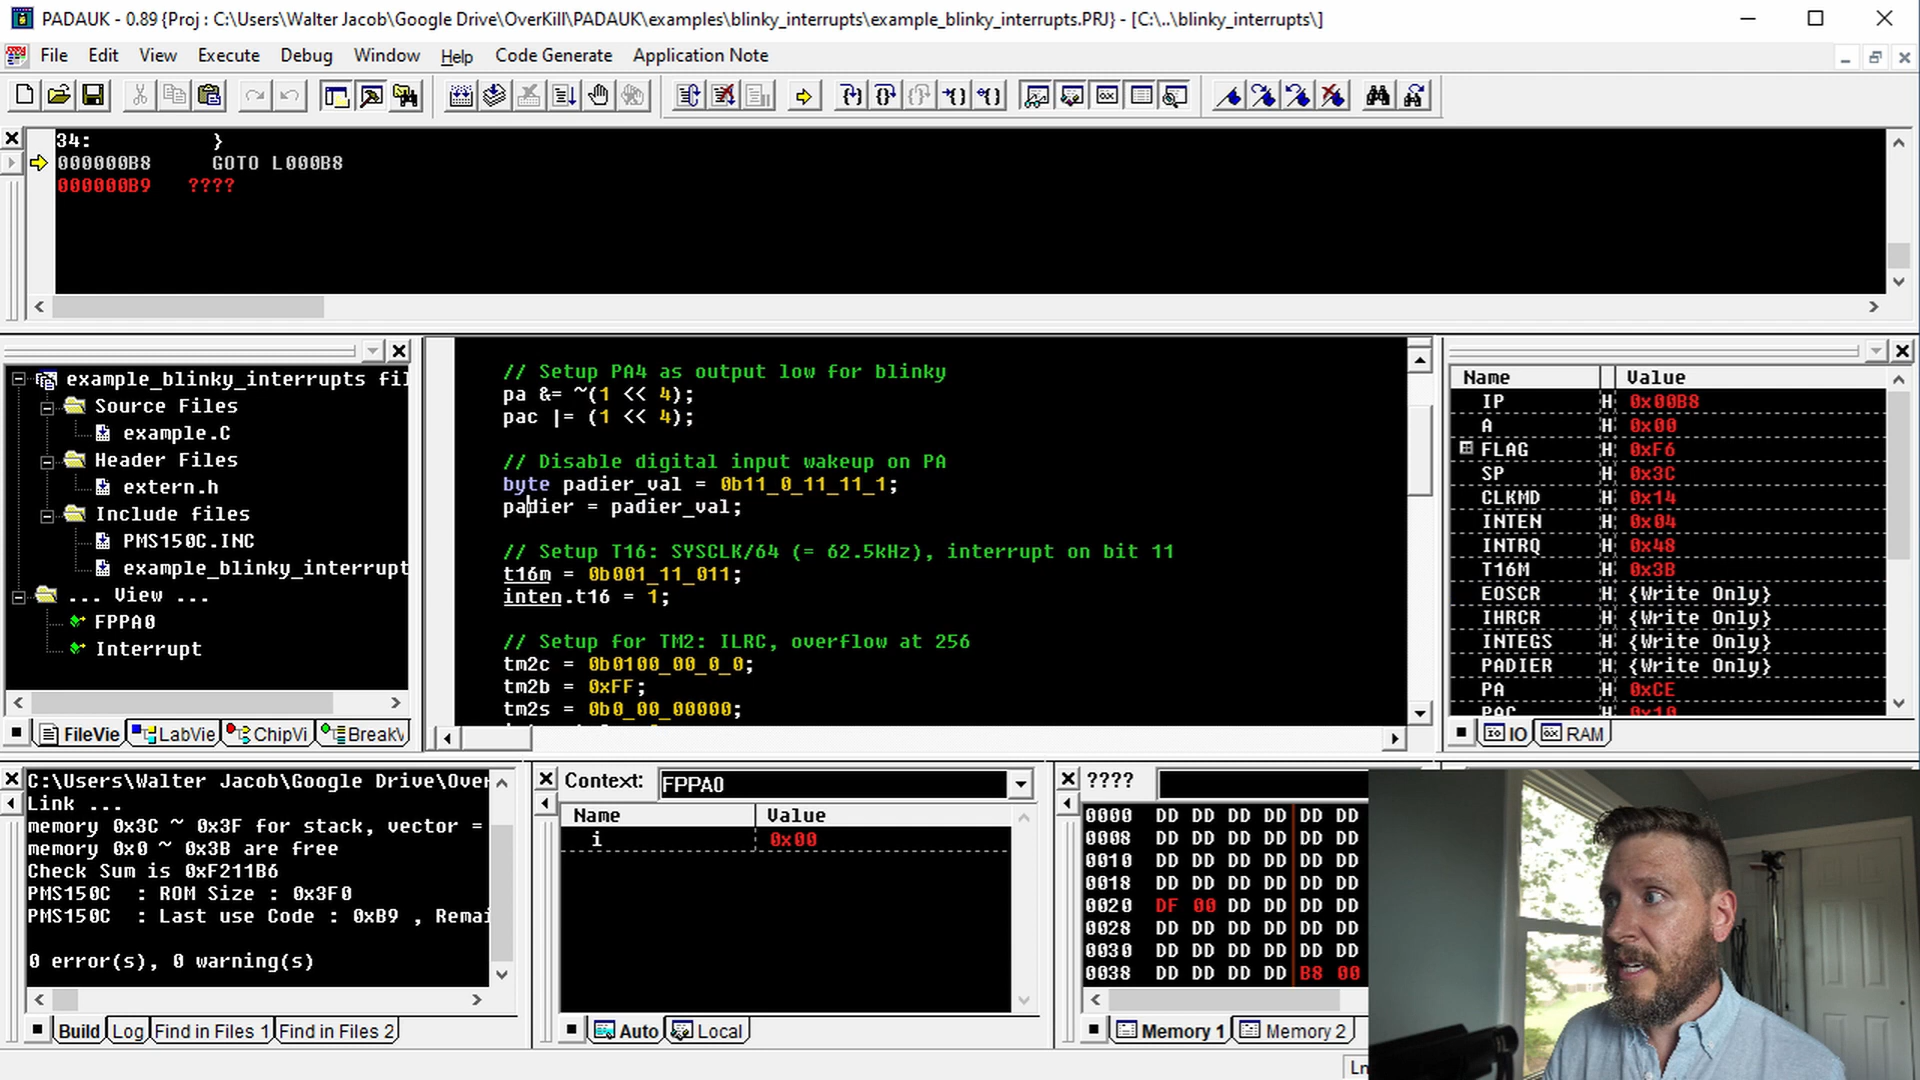 PADAUK - 0.89 {Proj : C:\Users\Walter Jacob\Google Drive\OverKill\PADAUK\examples\blinky_interrupts\example_blinky_interrupts.PRJ} - [C:\..\blinky_interrupts\]
File Edit View Execute Debug Window Help Code Generate Application Note
34: }
000000B8 GOTO L000B8
000000B9 ????
example_blinky_interrupts fil
Source Files
example.C
Header Files
extern.h
Include files
PMS150C.INC
example_blinky_interrupt
... View ...
FPPA0
Interrupt
FileVie LabVie ChipVi BreakV
// Setup PA4 as output low for blinky
pa &= ~(1 << 4);
pac |= (1 << 4);
// Disable digital input wakeup on PA
byte padier_val = 0b11_0_11_11_1;
padier = padier_val;
// Setup T16: SYSCLK/64 (= 62.5kHz), interrupt on bit 11
t16m = 0b001_11_011;
inten.t16 = 1;
// Setup for TM2: ILRC, overflow at 256
tm2c = 0b0100_00_0_0;
tm2b = 0xFF;
tm2s = 0b0_00_00000;
Name Value
IP H 0x00B8
A H 0x00
FLAG H 0xF6
SP H 0x3C
CLKMD H 0x14
INTEN H 0x04
INTRQ H 0x48
T16M H 0x3B
EOSCR H {Write Only}
IHRCR H {Write Only}
INTEGS H {Write Only}
PADIER H {Write Only}
PA H 0xCE
PAC H 0x10
IO RAM
C:\Users\Walter Jacob\Google Drive\Over
Link ...
memory 0x3C ~ 0x3F for stack, vector =
memory 0x0 ~ 0x3B are free
Check Sum is 0xF211B6
PMS150C : ROM Size : 0x3F0
PMS150C : Last use Code : 0xB9 , Remai
0 error(s), 0 warning(s)
Build Log Find in Files 1 Find in Files 2
Context: FPPA0
Name Value
i 0x00
Auto Local
????
0000 DD DD DD DD DD DD
0008 DD DD DD DD DD DD
0010 DD DD DD DD DD DD
0018 DD DD DD DD DD DD
0020 DF 00 DD DD DD DD
0028 DD DD DD DD DD DD
0030 DD DD DD DD DD DD
0038 DD DD DD DD B8 00
Memory 1 Memory 2
Ln